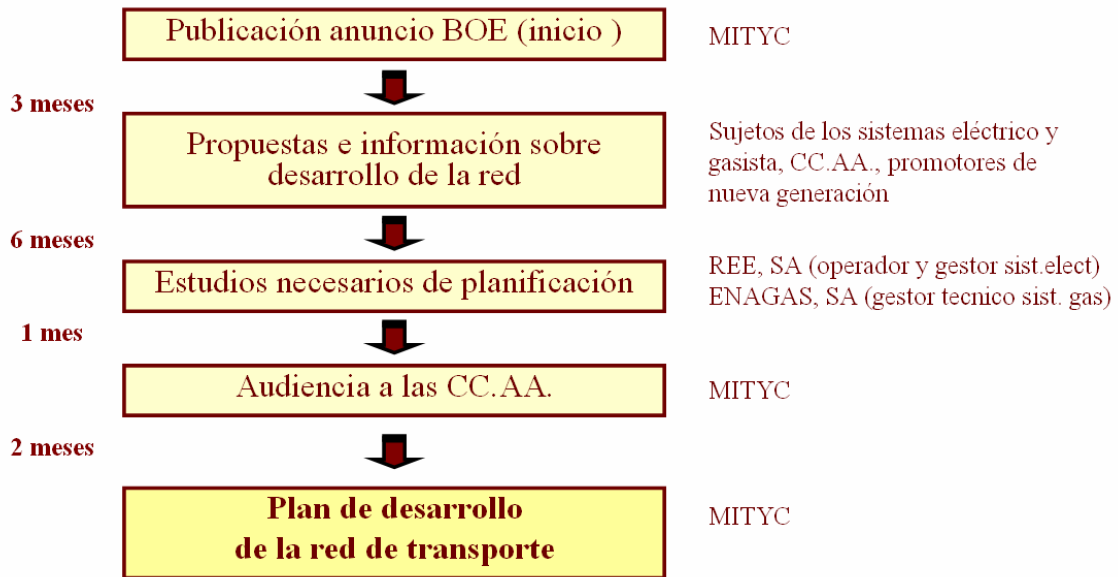 Publicación anuncio BOE (inicio )
MITYC
3 meses
Propuestas e información sobre
desarrollo de la red
Sujetos de los sistemas eléctrico y
gasista, CC.AA., promotores de
nueva generación
6 meses
Estudios necesarios de planificación
REE, SA (operador y gestor sist.elect)
ENAGAS, SA (gestor tecnico sist. gas)
1 mes
Audiencia a las CC.AA.
MITYC
2 meses
Plan de desarrollo
de la red de transporte
MITYC